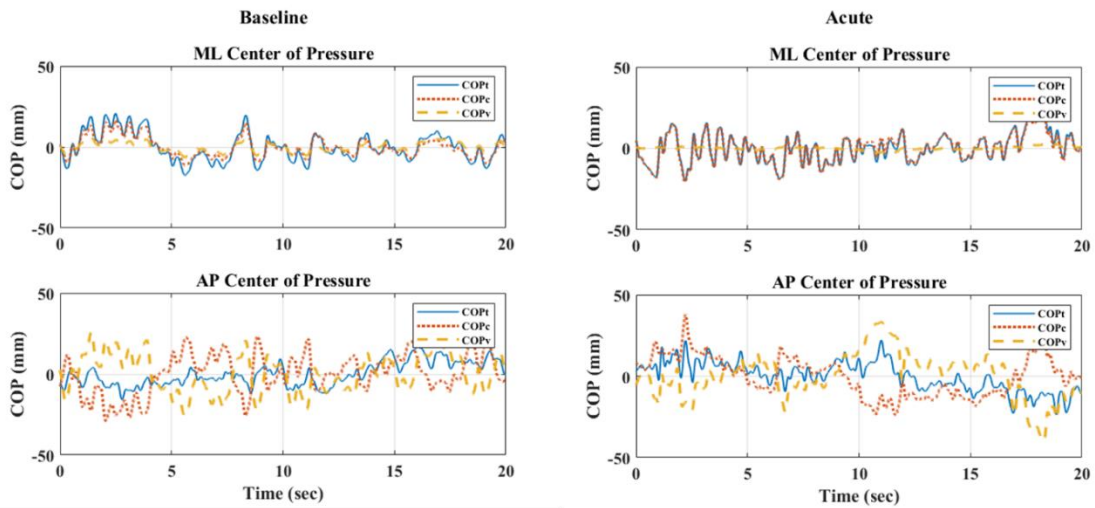 Baseline
Acute
ML Center of Pressure
50
COP (mm)
0
-50
0
5
10
15
20
COPt
COPc
COPv
ML Center of Pressure
50
COP (mm)
0
-50
0
5
10
15
20
COPt
COPc
COPv
AP Center of Pressure
50
COP (mm)
0
-50
0
5
10
15
20
Time (sec)
COPt
COPc
COPv
AP Center of Pressure
50
COP (mm)
0
-50
0
5
10
15
20
Time (sec)
COPt
COPc
COPv